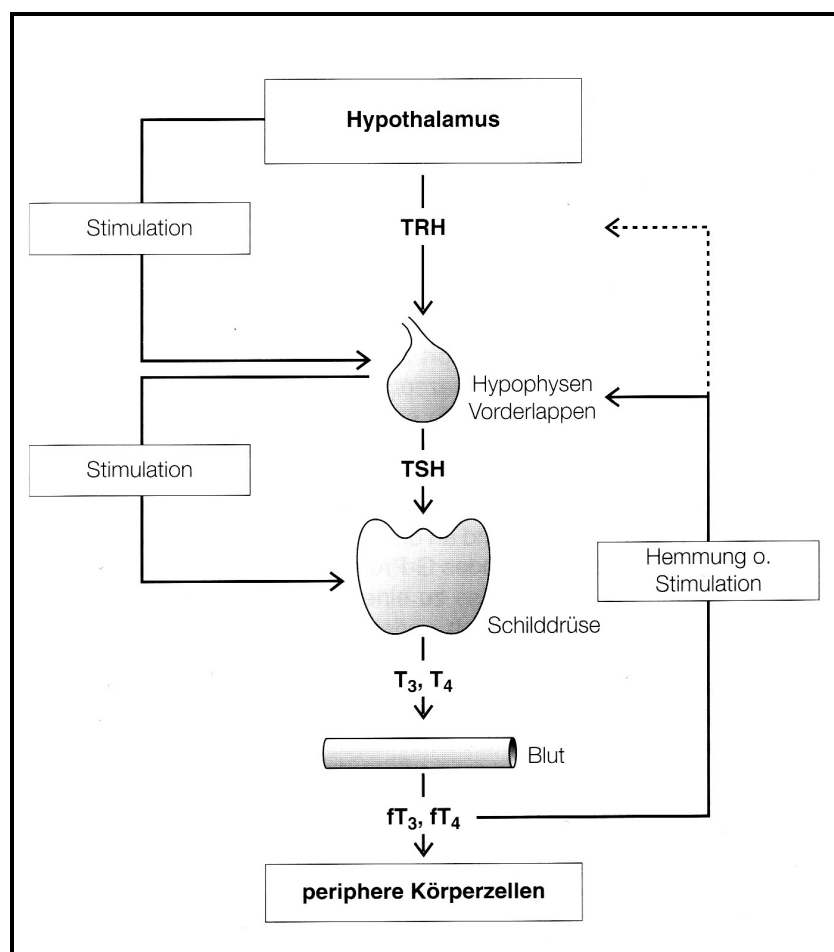 Hypothalamus
Stimulation
TRH
Hypophysen
Vorderlappen
Stimulation
TSH
Hemmung o.
Stimulation
Schilddrüse
T₃, T₄
Blut
fT₃, fT₄
periphere Körperzellen